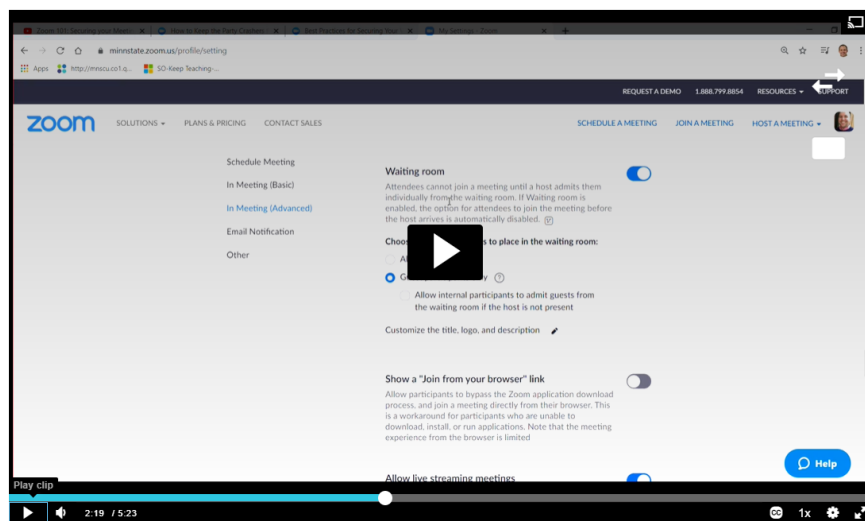 Zoom 101: Securing your Meeti
How to Keep the Party Crashers
Best Practices for Securing Your
My Settings - Zoom
minnstate.zoom.us/profile/setting
Apps http://mnscu.co1.q... SO-Keep Teaching-...
REQUEST A DEMO 1.888.799.8854 RESOURCES SUPPORT
zoom SOLUTIONS PLANS & PRICING CONTACT SALES SCHEDULE A MEETING JOIN A MEETING HOST A MEETING
Schedule Meeting
In Meeting (Basic)
In Meeting (Advanced)
Email Notification
Other
Waiting room
Attendees cannot join a meeting until a host admits them
individually from the waiting room. If Waiting room is
enabled, the option for attendees to join the meeting before
the host arrives is automatically disabled.
s to place in the waiting room:
Allow internal participants to admit guests from
the waiting room if the host is not present
Customize the title, logo, and description
Show a "Join from your browser" link
Allow participants to bypass the Zoom application download
process, and join a meeting directly from their browser. This
is a workaround for participants who are unable to
download, install, or run applications. Note that the meeting
experience from the browser is limited
Allow live streaming meetings
Help
Play clip
2:19 / 5:23
CC 1x